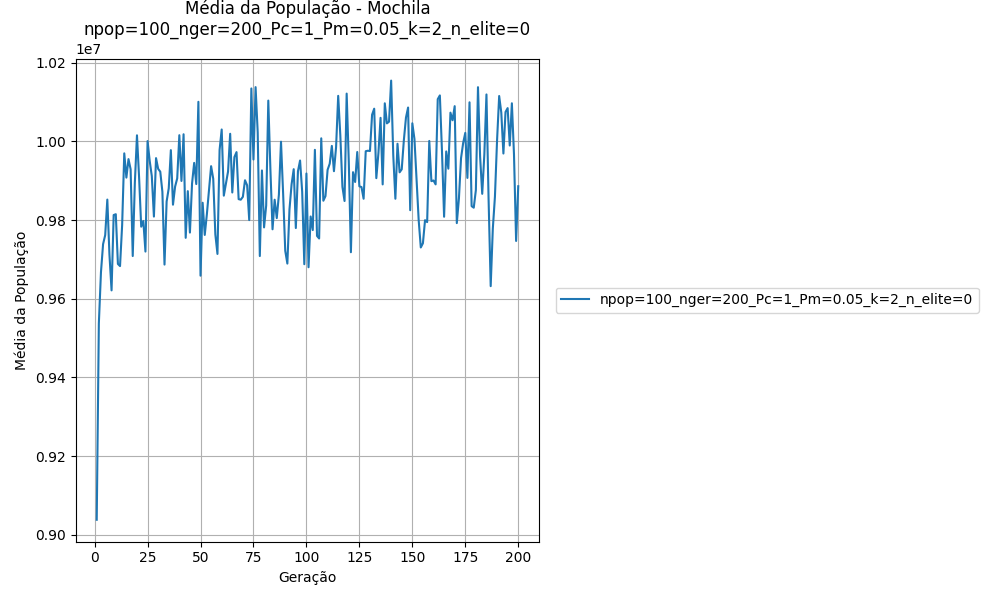 Média da População - Mochila
npop=100_nger=200_Pc=1_Pm=0.05_k=2_n_elite=0
1e7
1.02
1.00
0.98
0.96
0.94
0.92
0.90
Média da População
0 25 50 75 100 125 150 175 200
Geração
npop=100_nger=200_Pc=1_Pm=0.05_k=2_n_elite=0